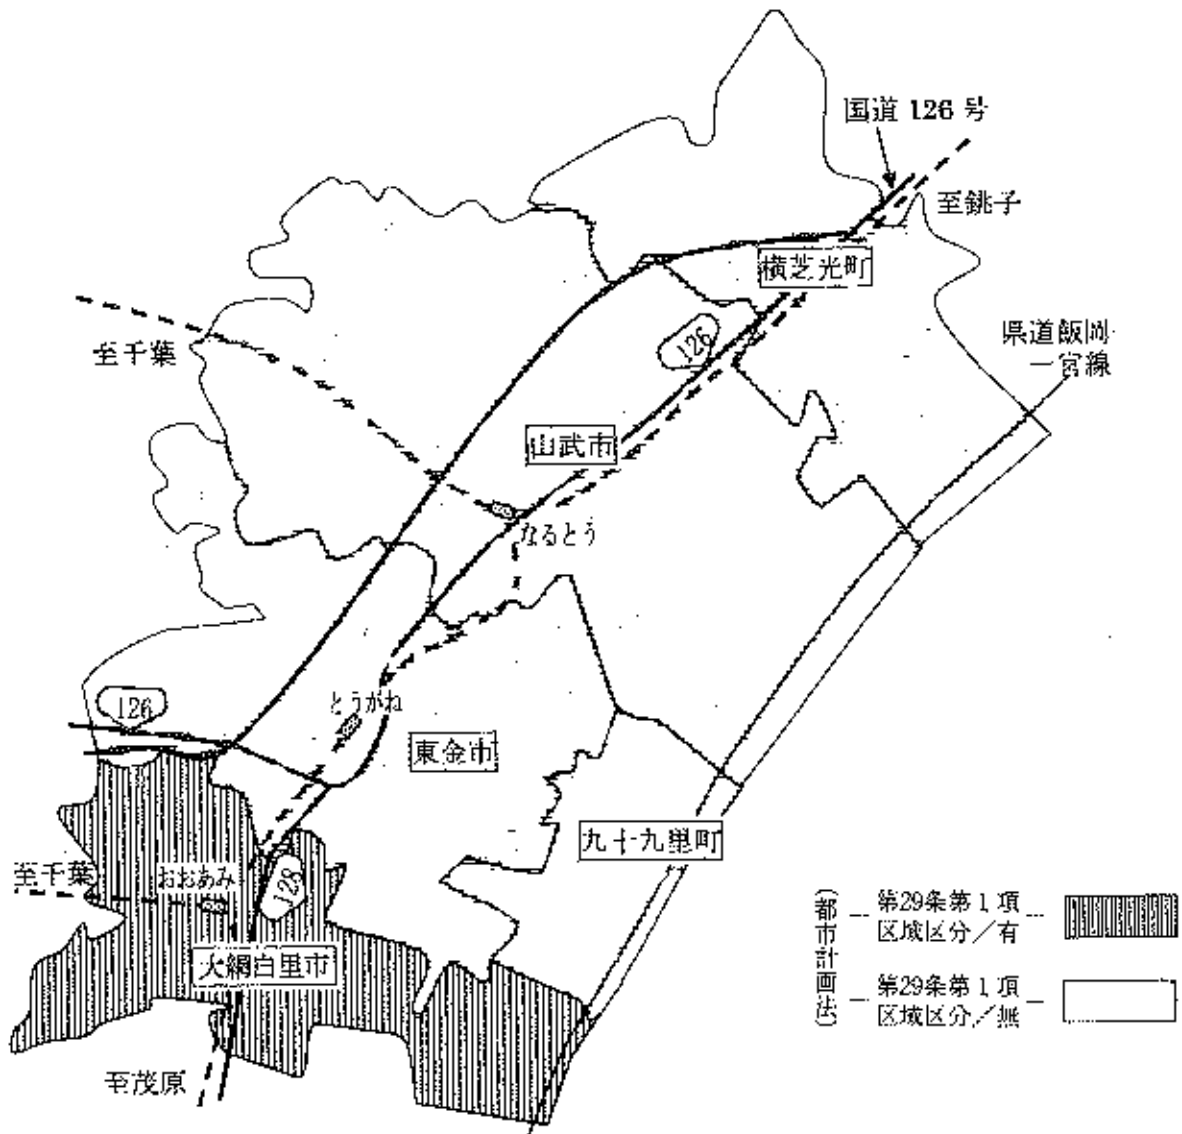 国道 126 号
至銚子
横芝光町
県道飯岡
一宮線
126
至千葉
山武市
なるとう
126
とうがね
東金市
九十九里町
至千葉
おおあみ
128
大網白里市
至茂原
(都市計画法)
第29条第1項
区域区分/有
第29条第1項
区域区分/無